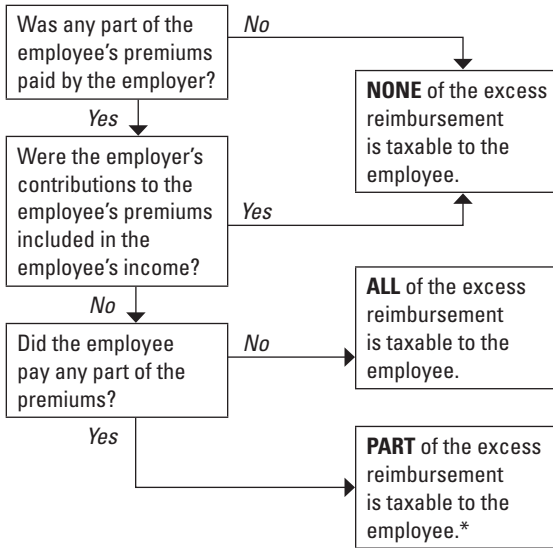 Was any part of the
employee's premiums
paid by the employer?
No
Yes
NONE of the excess
reimbursement
is taxable to the
employee.
Were the employer's
contributions to the
employee's premiums
included in the
employee's income?
Yes
No
ALL of the excess
reimbursement
is taxable to the
employee.
Did the employee
pay any part of the
premiums?
No
Yes
PART of the excess
reimbursement
is taxable to the
employee.*